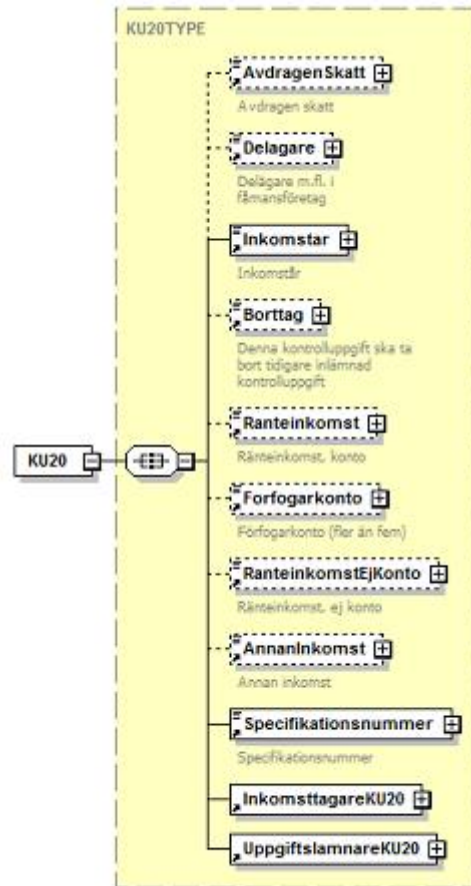 KU20TYPE
AvdragenSkatt
Avdragen skatt
Delagare
Delägare m.fl. i
fåmansföretag
Inkomstar
Inkomstår
Borttag
Denna kontrolluppgift ska ta
bort tidigare inlämnad
kontrolluppgift
Ranteinkomst
Ränteinkomst, konto
KU20
Forfogarkonto
Förfogarkonto (fler än fem)
RanteinkomstEjKonto
Ränteinkomst, ej konto
AnnanInkomst
Annan inkomst
Specifikationsnummer
Specifikationsnummer
InkomsttagareKU20
UppgiftslamnareKU20